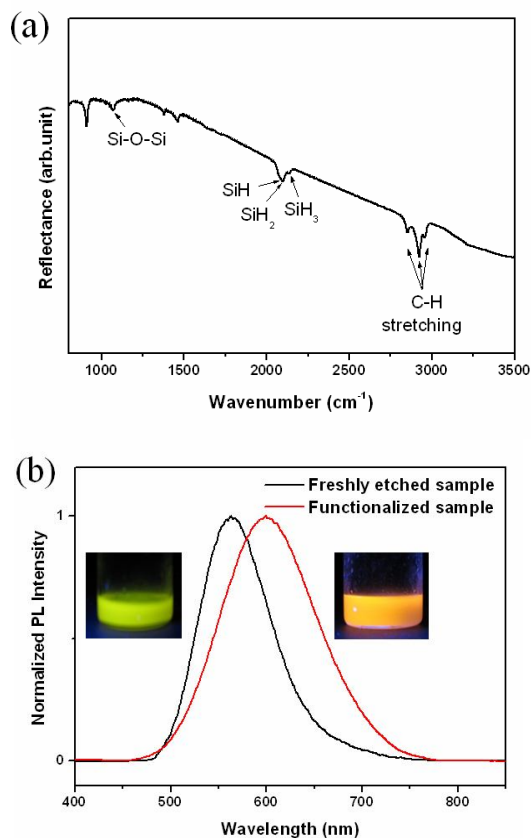 (a)
Reflectance (arb.unit)
Si-O-Si
SiH
SiH₂
SiH₃
C-H
stretching
1000 1500 2000 2500 3000 3500
Wavenumber (cm⁻¹)
(b)
Normalized PL Intensity
Freshly etched sample
Functionalized sample
1
0
400 500 600 700 800
Wavelength (nm)